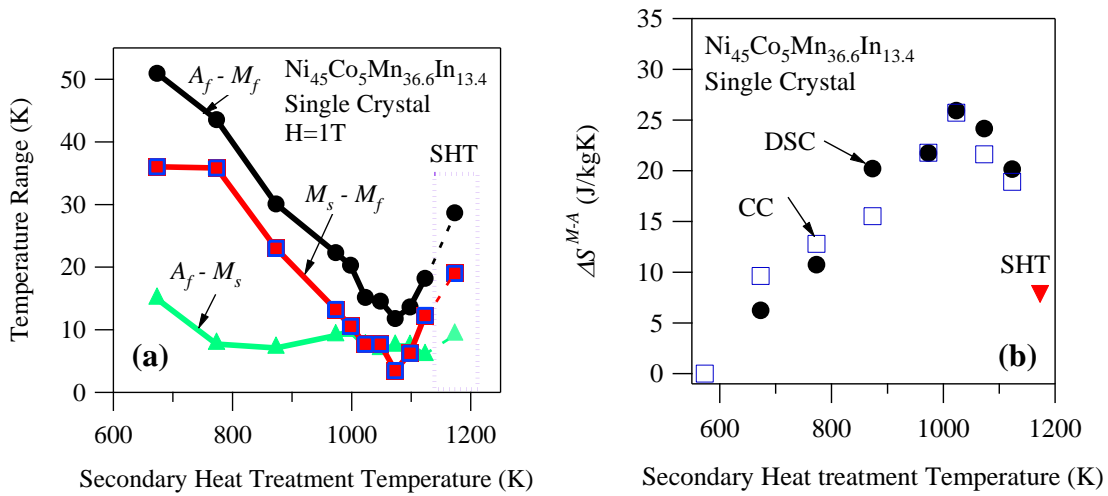 50
40
30
20
10
0
600
800
1000
1200
Temperature Range (K)
Secondary Heat Treatment Temperature (K)
A_f - M_f
Ni45Co5Mn36.6In13.4
Single Crystal
H=1T
SHT
M_s - M_f
A_f - M_s
(a)
35
30
25
20
15
10
5
0
600
800
1000
1200
ΔS^{M-A} (J/kgK)
Secondary Heat treatment Temperature (K)
Ni45Co5Mn36.6In13.4
Single Crystal
DSC
CC
SHT
(b)